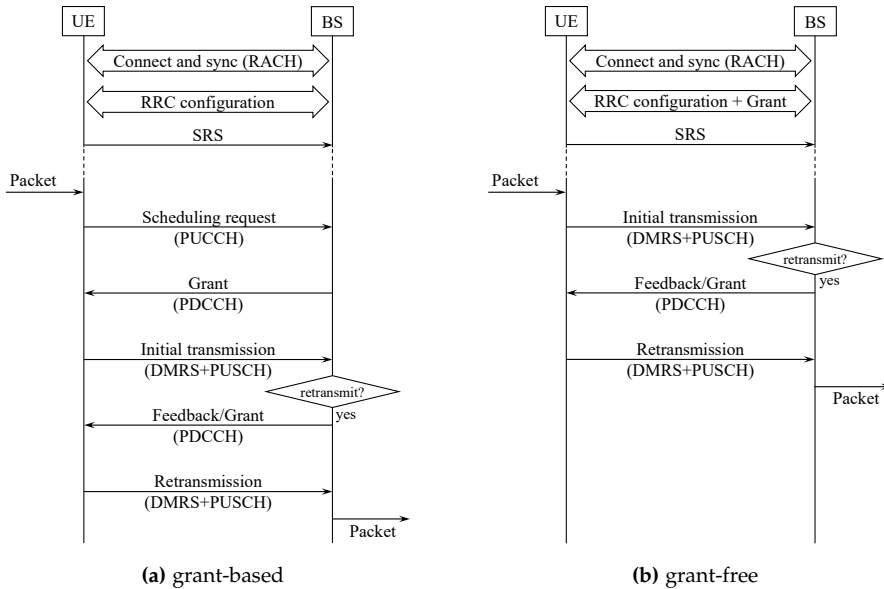 UE
BS
Connect and sync (RACH)
RRC configuration
SRS
Packet
Scheduling request
(PUCCH)
Grant
(PDCCH)
Initial transmission
(DMRS+PUSCH)
retransmit?
yes
Feedback/Grant
(PDCCH)
Retransmission
(DMRS+PUSCH)
Packet
(a) grant-based
UE
BS
Connect and sync (RACH)
RRC configuration + Grant
SRS
Packet
Initial transmission
(DMRS+PUSCH)
retransmit?
yes
Feedback/Grant
(PDCCH)
Retransmission
(DMRS+PUSCH)
Packet
(b) grant-free